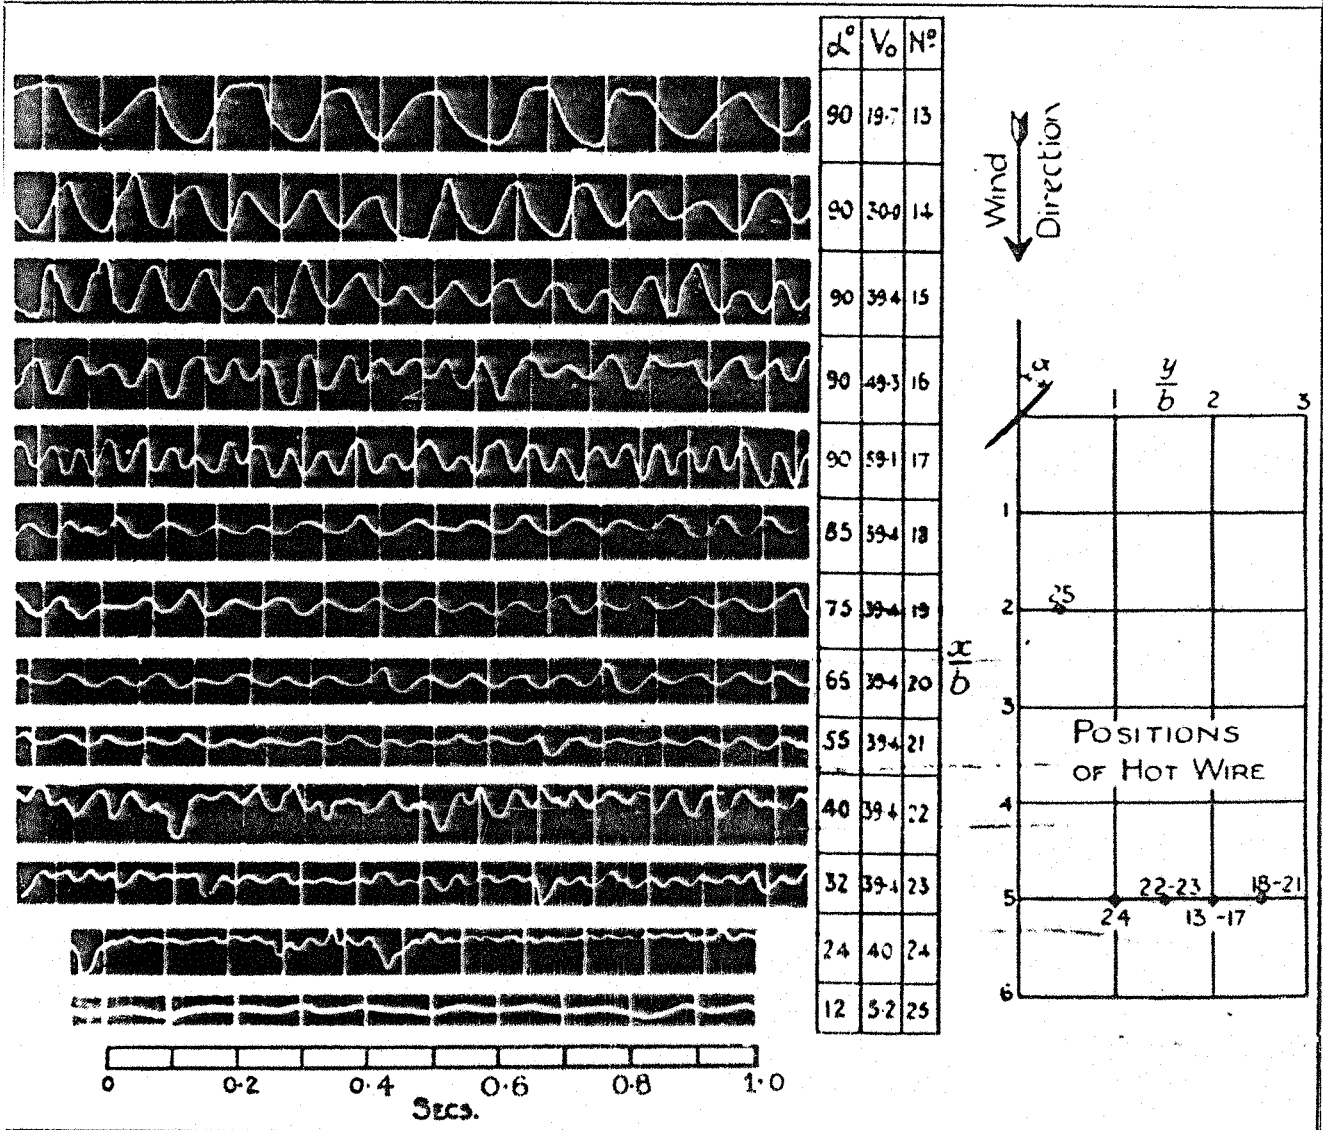 α° V₀ Nº
90 19·7 13
90 30·0 14
90 39·4 15
90 49·3 16
90 59·1 17
85 39·4 18
75 39·4 19
65 39·4 20
55 39·4 21
40 39·4 22
32 39·4 23
24 40 24
12 5·2 25
0 0·2 0·4 0·6 0·8 1·0
SECS.
Wind
Direction
α
1 y/b 2 3
1
2
25
x/b
3
POSITIONS
OF HOT WIRE
4
22-23 18-21
5
24 13-17
6